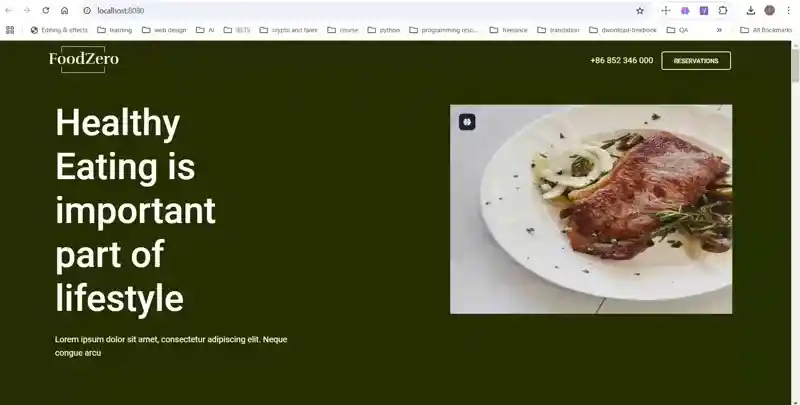 localhost:8080
Editing & effects
learning
web design
AI
IELTS
crypto and forex
course
python
programming reso...
freelance
translation
dwonload-freebook
QA
»
All Bookmarks
FoodZero
+86 852 346 000
RESERVATIONS
Healthy
Eating is
important
part of
lifestyle
Lorem ipsum dolor sit amet, consectetur adipiscing elit. Neque
congue arcu